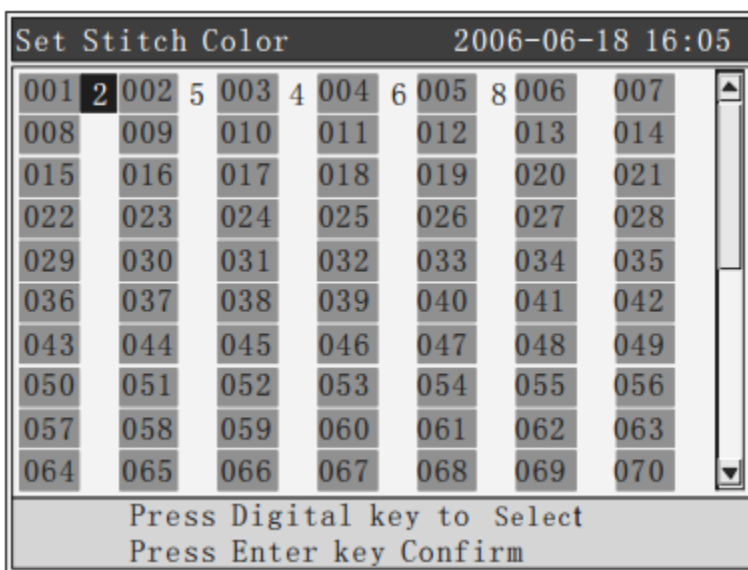 Set Stitch Color 2006-06-18 16:05
001 2 002 5 003 4 004 6 005 8 006 007
008 009 010 011 012 013 014
015 016 017 018 019 020 021
022 023 024 025 026 027 028
029 030 031 032 033 034 035
036 037 038 039 040 041 042
043 044 045 046 047 048 049
050 051 052 053 054 055 056
057 058 059 060 061 062 063
064 065 066 067 068 069 070
Press Digital key to Select
Press Enter key Confirm